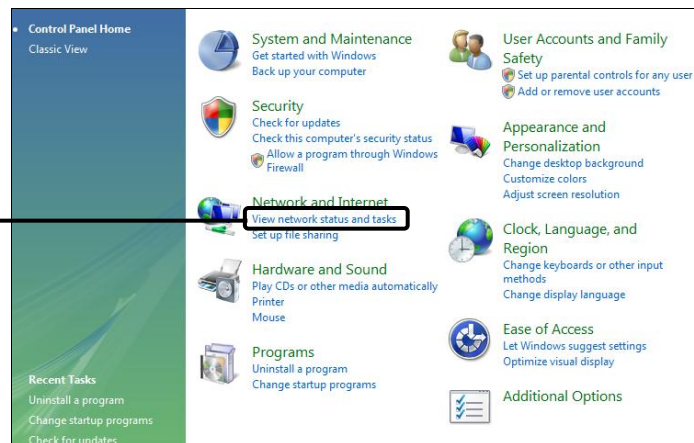 Control Panel Home
Classic View
Recent Tasks
Uninstall a program
Change startup programs
Check for updates
System and Maintenance
Get started with Windows
Back up your computer
Security
Check for updates
Check this computer's security status
Allow a program through Windows
Firewall
Network and Internet
View network status and tasks
Set up file sharing
Hardware and Sound
Play CDs or other media automatically
Printer
Mouse
Programs
Uninstall a program
Change startup programs
User Accounts and Family
Safety
Set up parental controls for any user
Add or remove user accounts
Appearance and
Personalization
Change desktop background
Customize colors
Adjust screen resolution
Clock, Language, and
Region
Change keyboards or other input
methods
Change display language
Ease of Access
Let Windows suggest settings
Optimize visual display
Additional Options